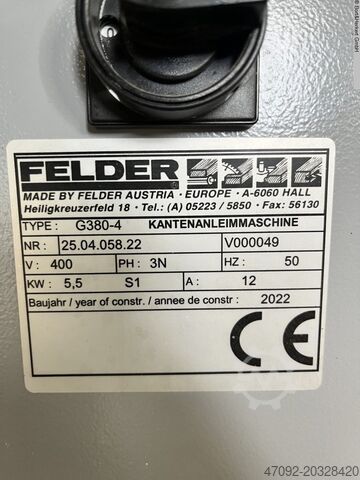 FELDER
MADE BY FELDER AUSTRIA · EUROPE · A-6060 HALL
Heiligkreuzerfeld 18 · Tel.: (A) 05223 / 5850 · Fax: 56130
TYPE : G380-4 KANTENANLEIMMASCHINE
NR : 25.04.058.22 V000049
V : 400 PH : 3N HZ : 50
KW : 5,5 S1 A : 12
Baujahr / year of constr. / annee de constr : 2022
CE
47092-20328420